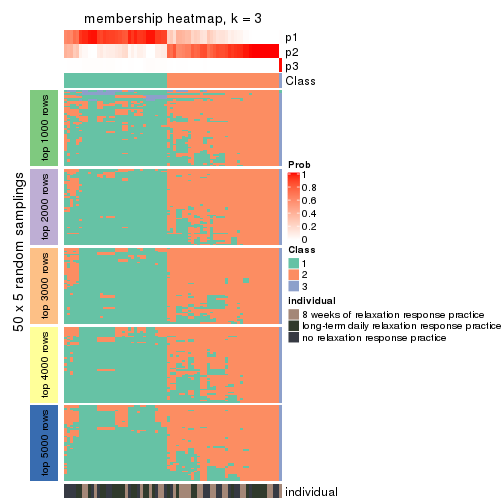 membership heatmap, k = 3
p1
p2
p3
Class
50 x 5 random samplings
top 1000 rows
top 2000 rows
top 3000 rows
top 4000 rows
top 5000 rows
Prob
1
0.8
0.6
0.4
0.2
0
Class
1
2
3
individual
8 weeks of relaxation response practice
long-term daily relaxation response practice
no relaxation response practice
individual